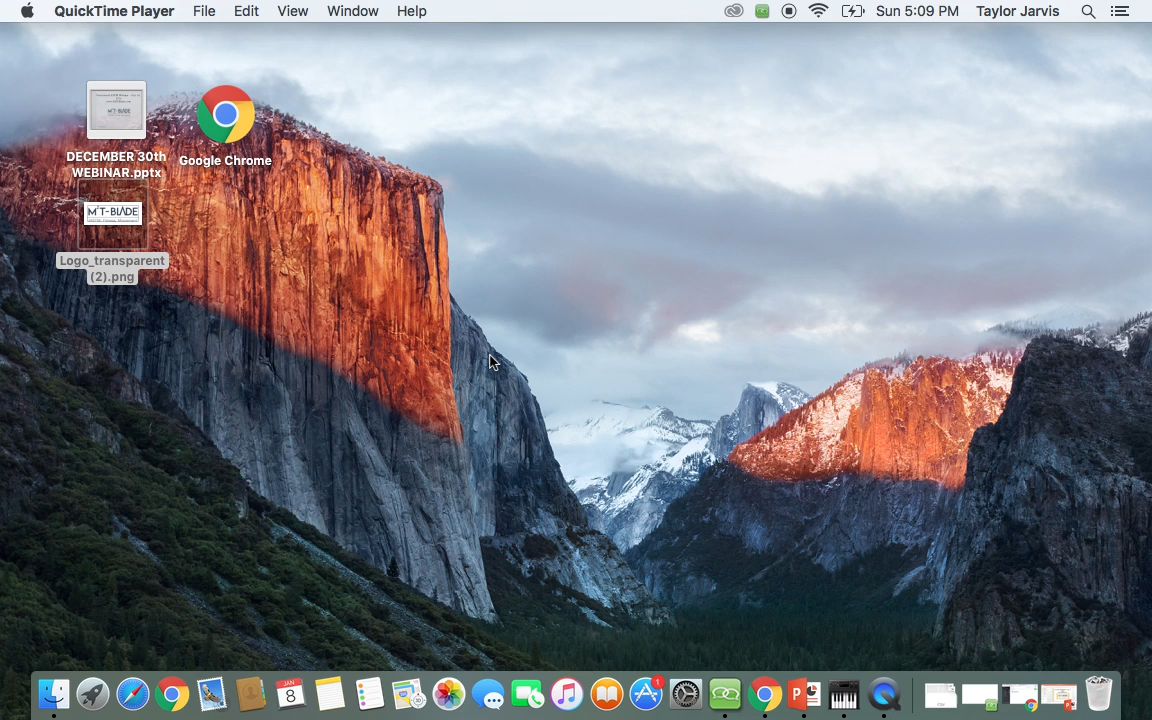 QuickTime Player File Edit View Window Help Sun 5:09 PM Taylor Jarvis
DECEMBER 30th
WEBINAR.pptx
Google Chrome
Logo_transparent
(2).png
JAN
8
1